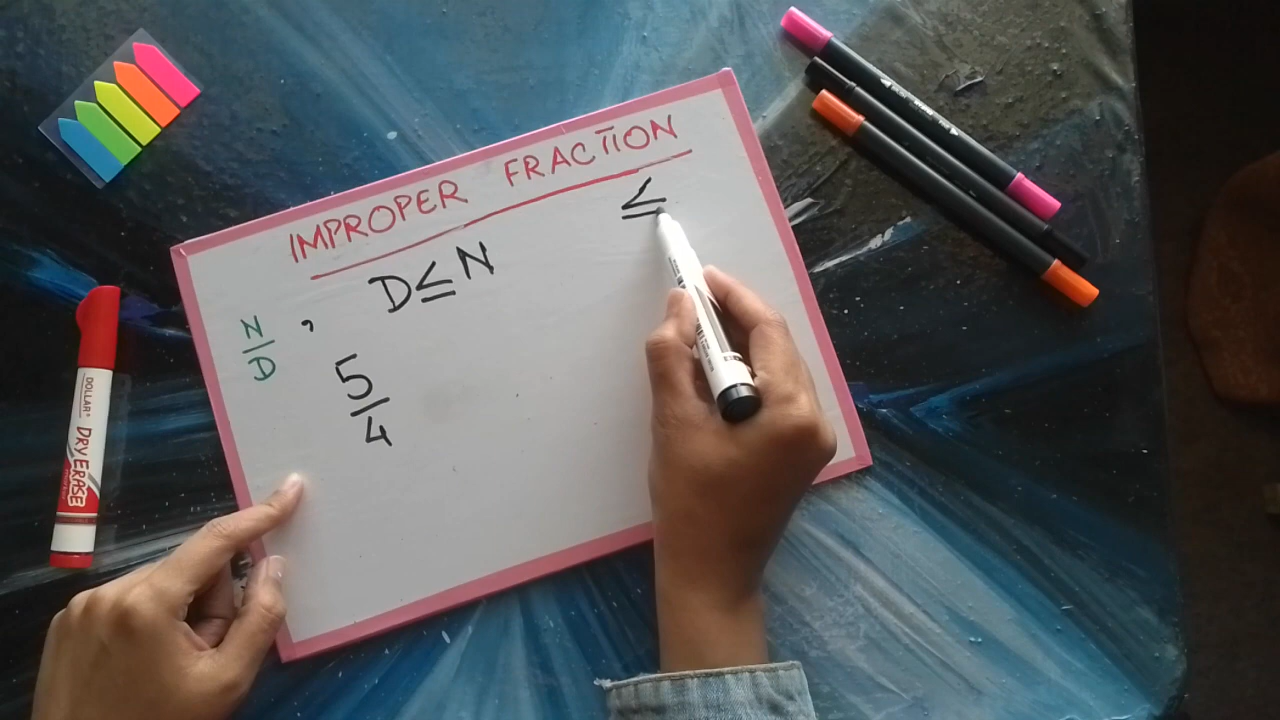 IMPROPER FRACTION
≤
D≤N
N/D ,
5/4
DOLLAR®
DRY ERASE